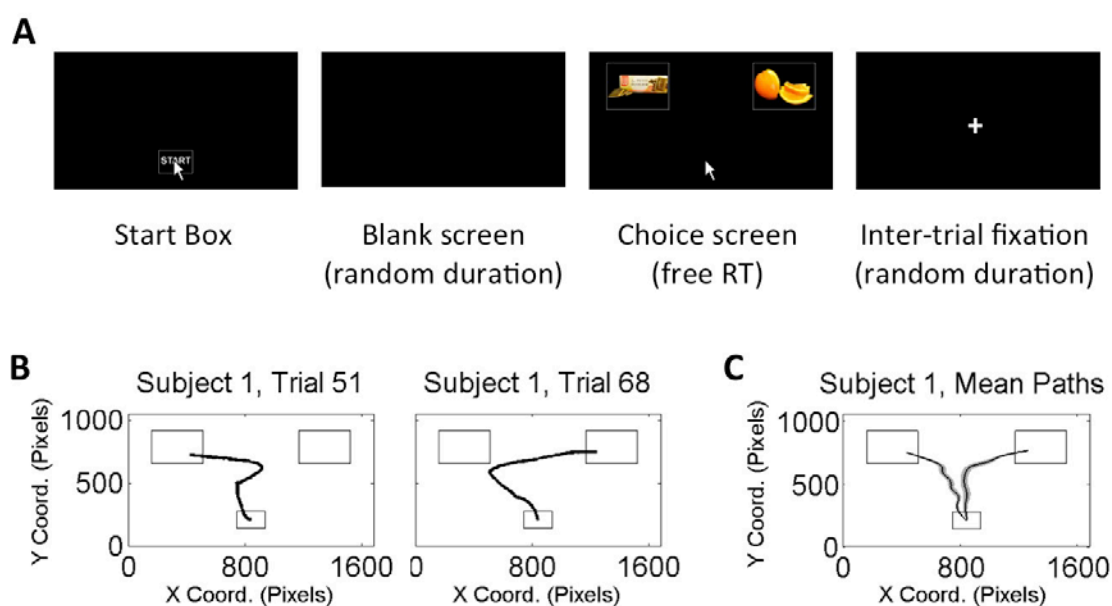 A
START
+
Start Box
Blank screen
(random duration)
Choice screen
(free RT)
Inter-trial fixation
(random duration)
B
Subject 1, Trial 51
Y Coord. (Pixels)
1000
500
0
0 800 1600
X Coord. (Pixels)
Subject 1, Trial 68
0 800 1600
X Coord. (Pixels)
C
Subject 1, Mean Paths
Y Coord. (Pixels)
1000
500
0
0 800 1600
X Coord. (Pixels)